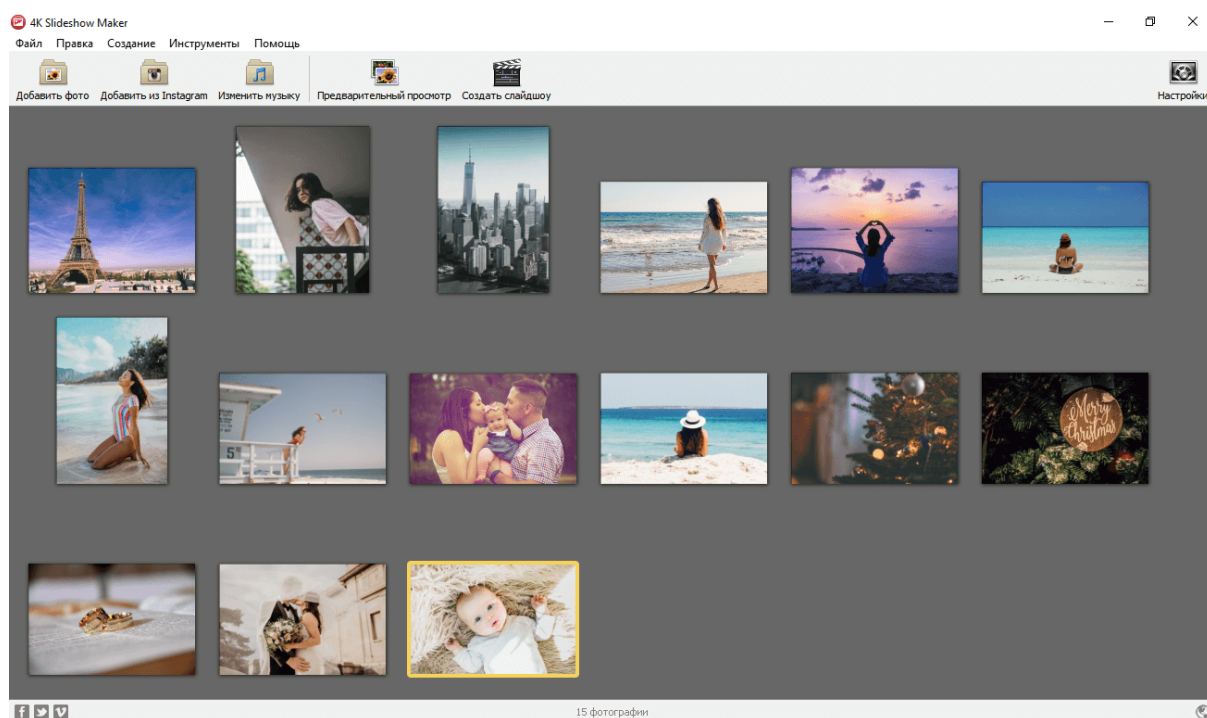 4K Slideshow Maker
Файл Правка Создание Инструменты Помощь
Добавить фото Добавить из Instagram Изменить музыку Предварительный просмотр Создать слайдшоу Настройки
5
Merry
Christmas
15 фотографии